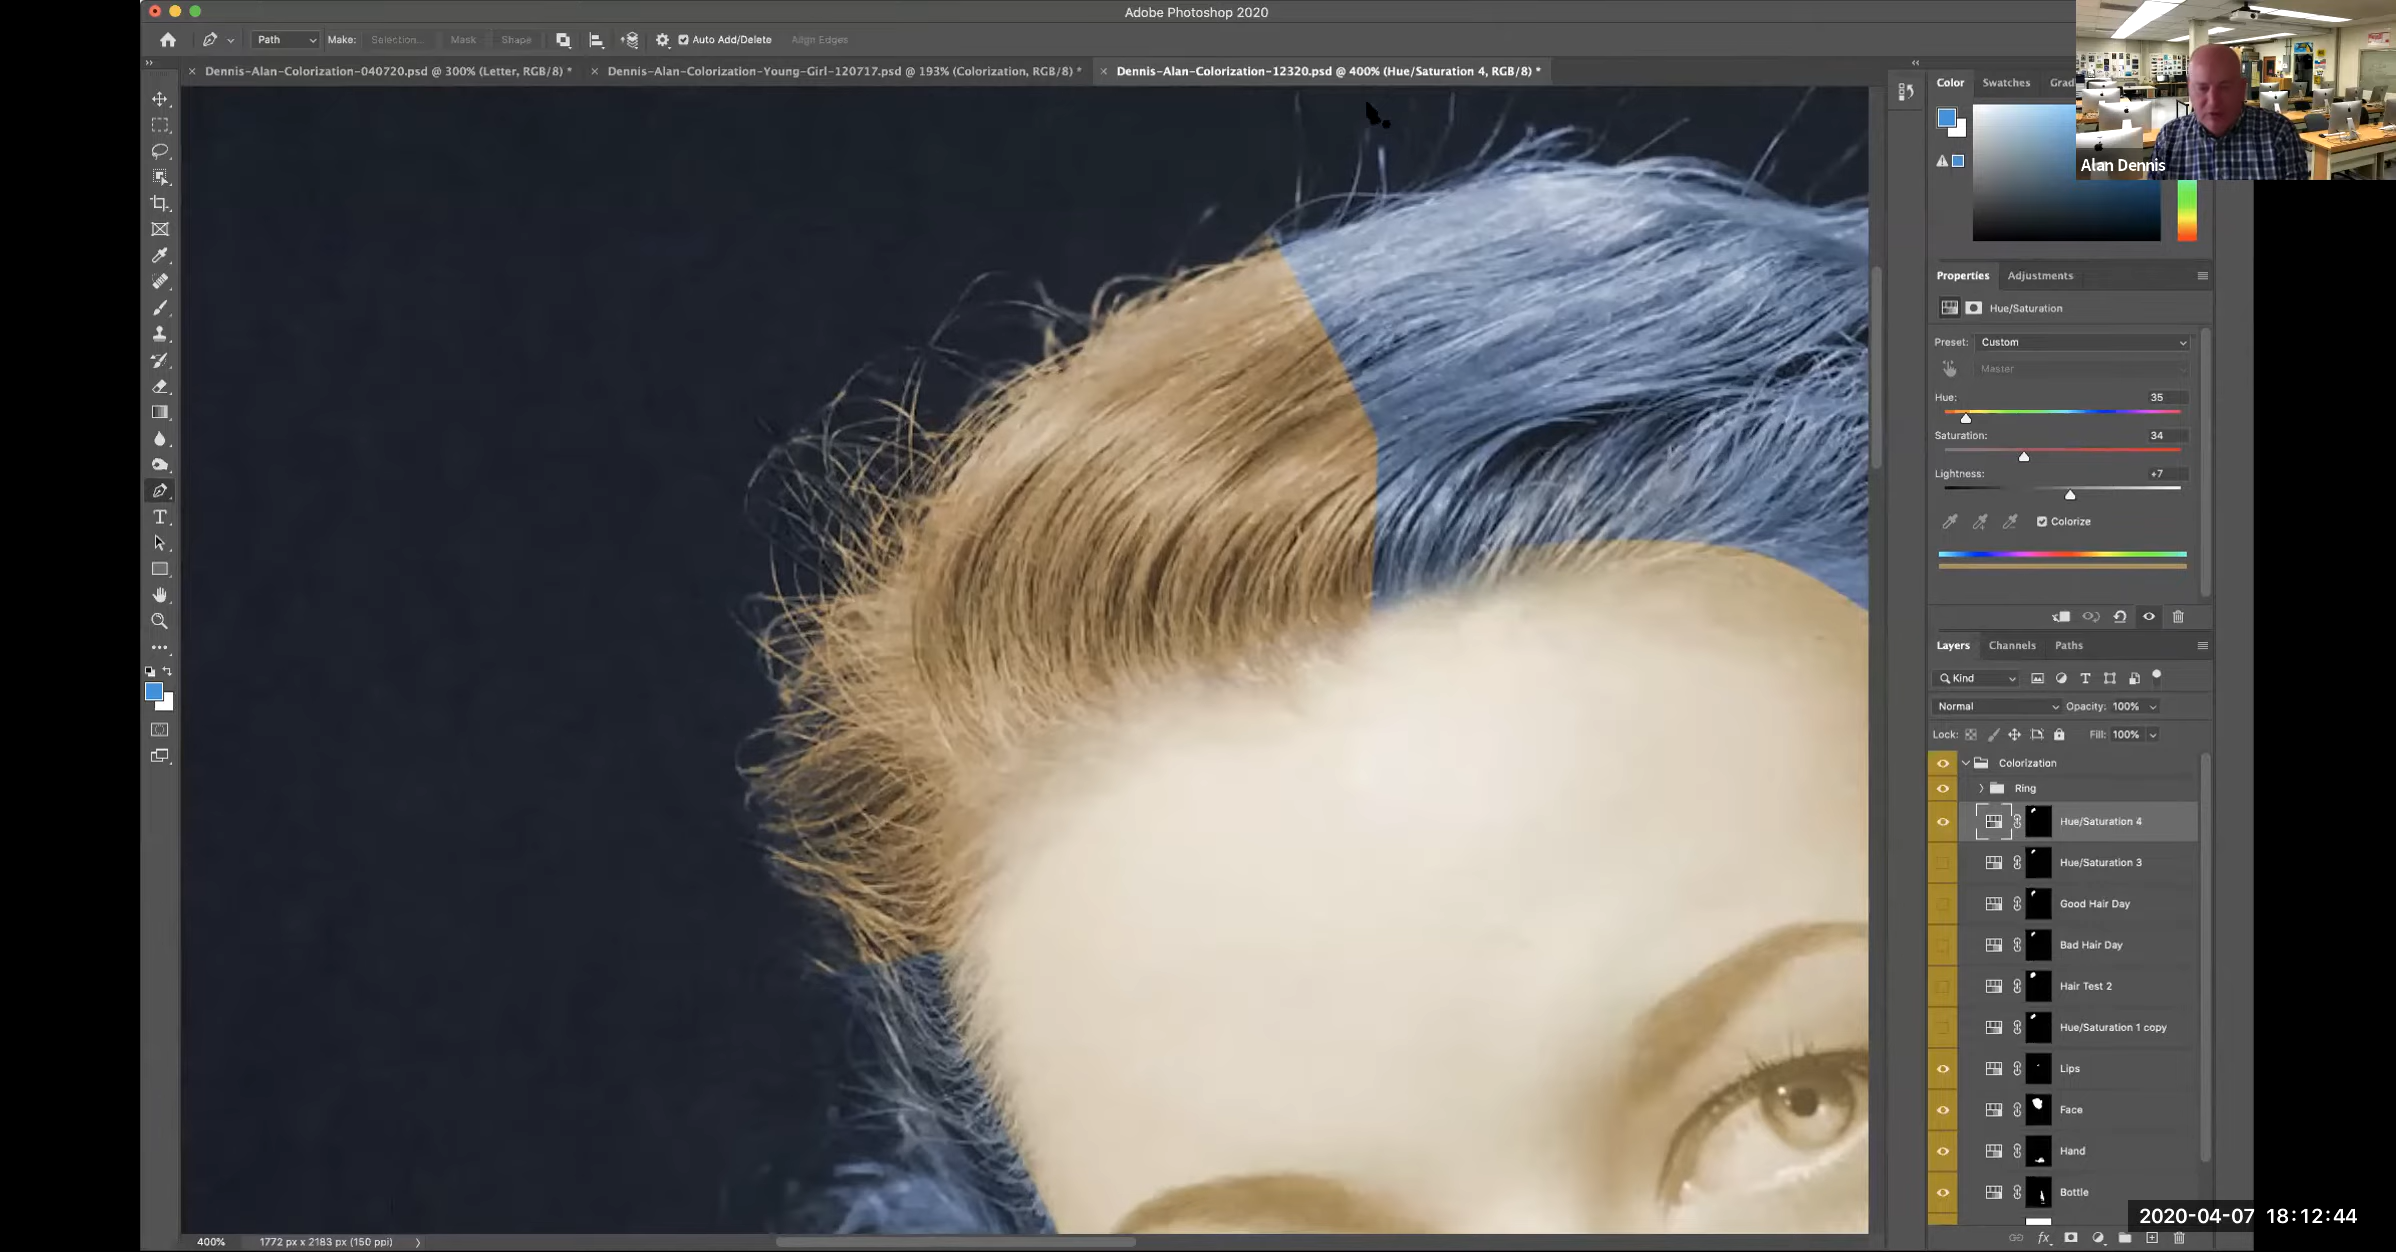 Adobe Photoshop 2020
Path Make: Selection... Mask Shape Auto Add/Delete Align Edges
Dennis-Alan-Colorization-040720.psd @ 300% (Letter, RGB/8) *
Dennis-Alan-Colorization-Young-Girl-120717.psd @ 193% (Colorization, RGB/8) *
Dennis-Alan-Colorization-12320.psd @ 400% (Hue/Saturation 4, RGB/8) *
Color Swatches Grad
Alan Dennis
Properties Adjustments
Hue/Saturation
Preset: Custom
Master
Hue: 35
Saturation: 34
Lightness: +7
Colorize
Layers Channels Paths
Kind
Normal Opacity: 100%
Lock: Fill: 100%
Colorization
Ring
Hue/Saturation 4
Hue/Saturation 3
Good Hair Day
Bad Hair Day
Hair Test 2
Hue/Saturation 1 copy
Lips
Face
Hand
Bottle
2020-04-07 18:12:44
400% 1772 px x 2183 px (150 ppi)